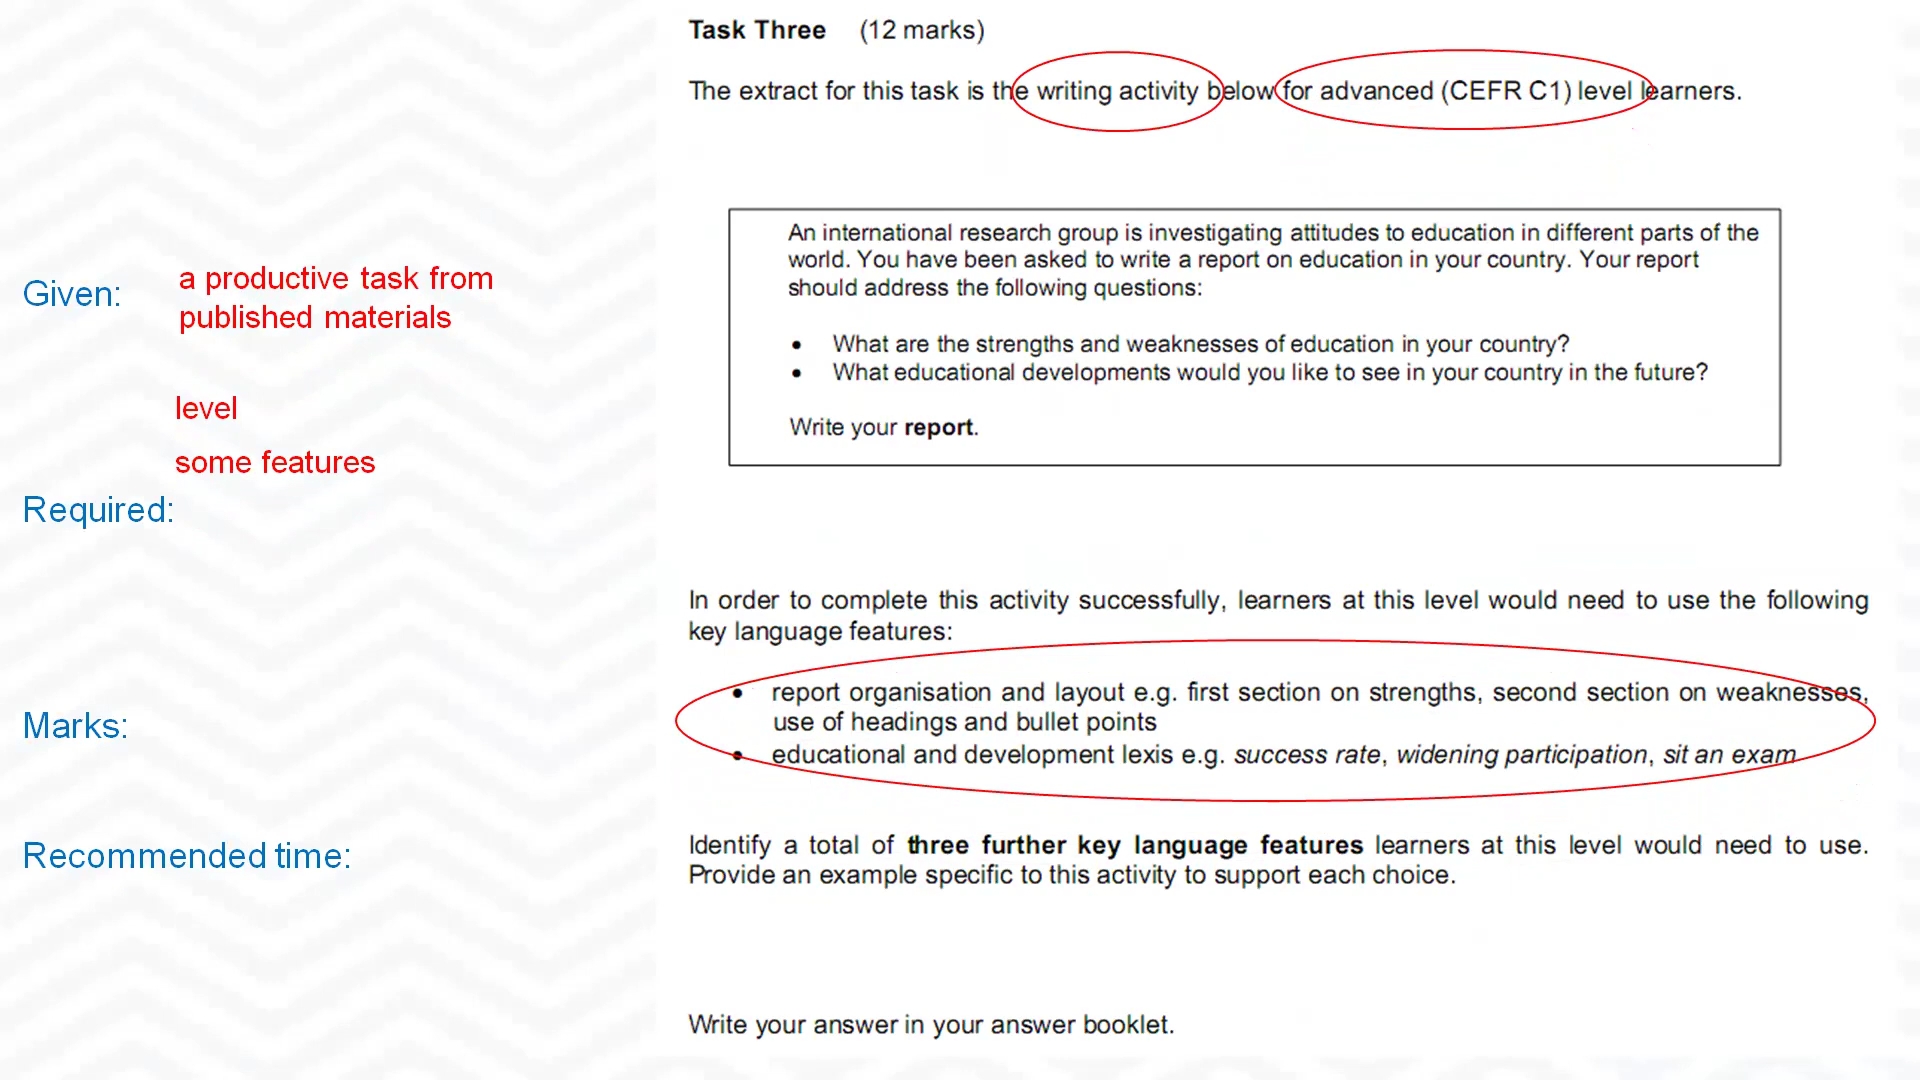 Task Three (12 marks)
The extract for this task is the writing activity below for advanced (CEFR C1) level learners.
An international research group is investigating attitudes to education in different parts of the
world. You have been asked to write a report on education in your country. Your report
should address the following questions:
• What are the strengths and weaknesses of education in your country?
• What educational developments would you like to see in your country in the future?
Write your report.
Given: a productive task from
published materials
level
some features
Required:
In order to complete this activity successfully, learners at this level would need to use the following
key language features:
• report organisation and layout e.g. first section on strengths, second section on weaknesses,
use of headings and bullet points
• educational and development lexis e.g. success rate, widening participation, sit an exam
Marks:
Recommended time:
Identify a total of three further key language features learners at this level would need to use.
Provide an example specific to this activity to support each choice.
Write your answer in your answer booklet.